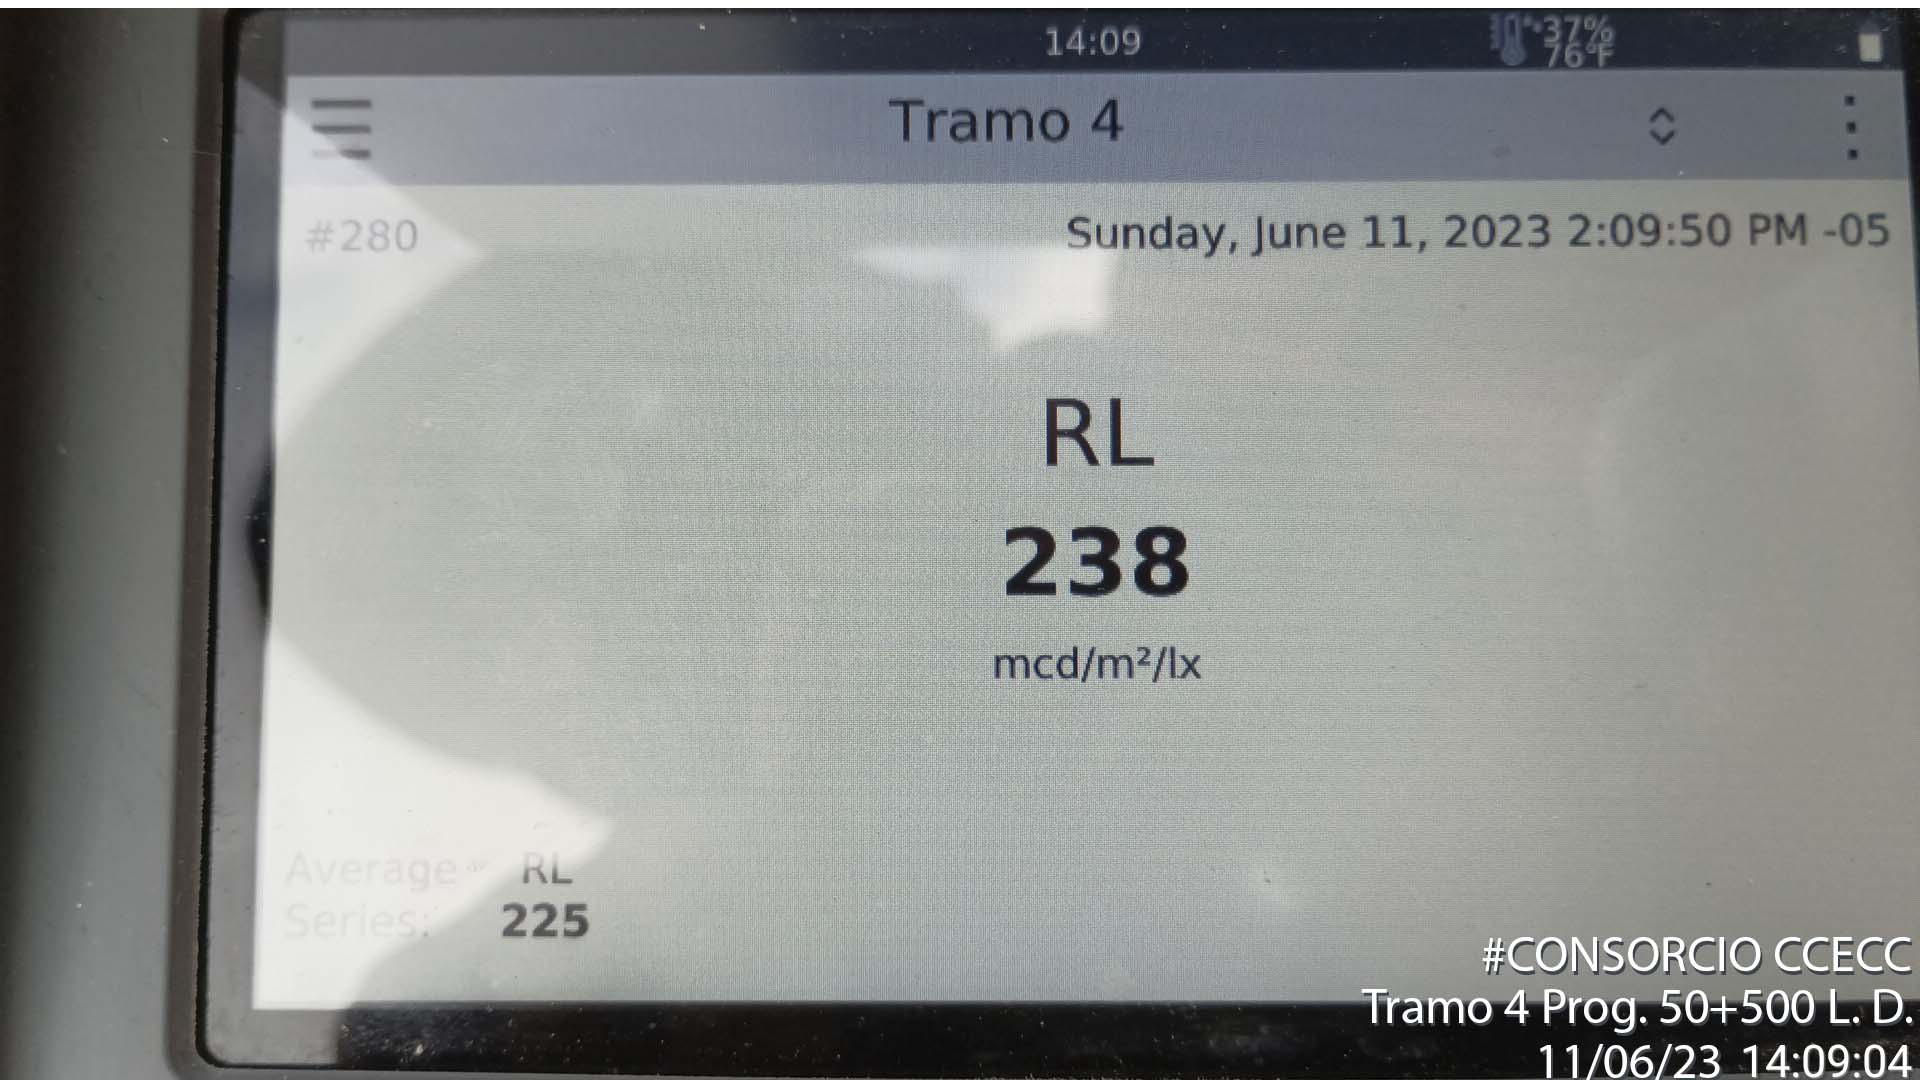 14:09
37%
76°F
Tramo 4
#280
Sunday, June 11, 2023 2:09:50 PM -05
RL
238
mcd/m²/lx
Average RL
Series: 225
#CONSORCIO CCECC
Tramo 4 Prog. 50+500 L. D.
11/06/23 14:09:04